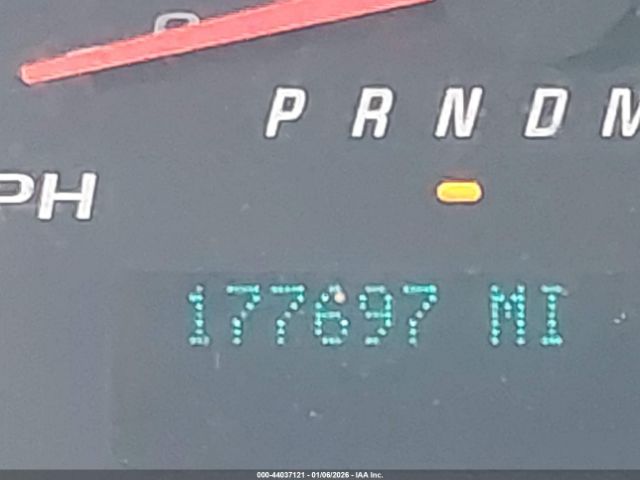 P R N D M
PH
177697 MI
000-44037121 - 01/06/2026 - IAA Inc.